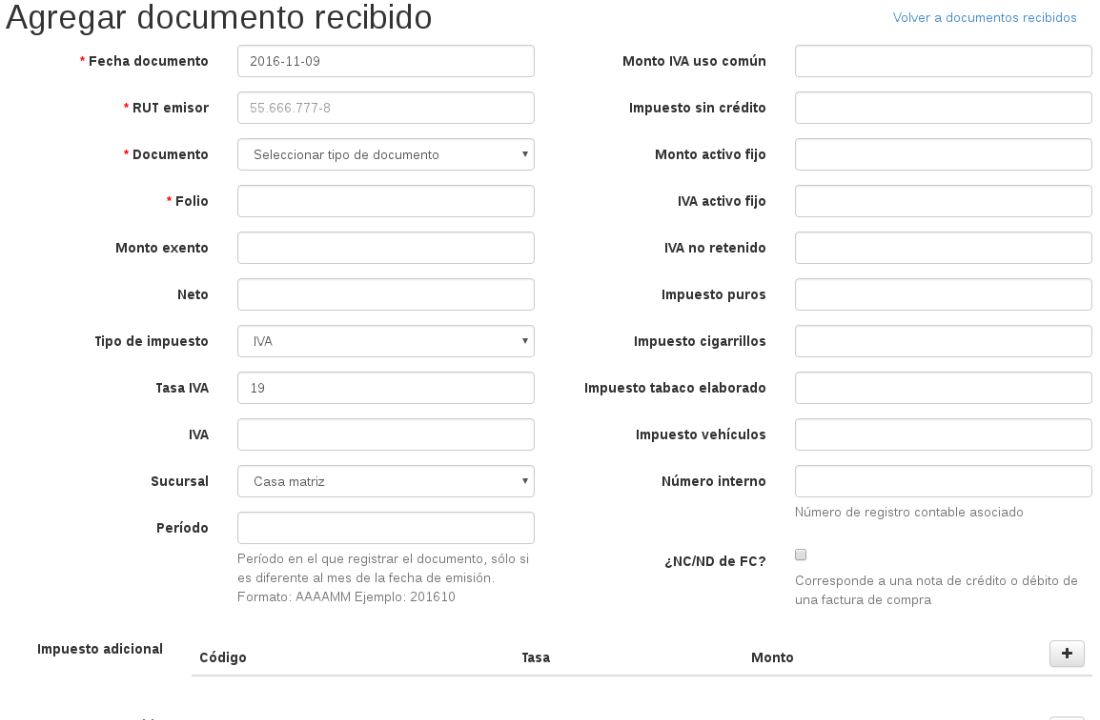 Agregar documento recibido
Volver a documentos recibidos
* Fecha documento
2016-11-09
* RUT emisor
55.666.777-8
* Documento
Seleccionar tipo de documento
* Folio
Monto exento
Neto
Tipo de impuesto
IVA
Tasa IVA
19
IVA
Sucursal
Casa matriz
Período
Período en el que registrar el documento, sólo si
es diferente al mes de la fecha de emisión.
Formato: AAAAMM Ejemplo: 201610
Monto IVA uso común
Impuesto sin crédito
Monto activo fijo
IVA activo fijo
IVA no retenido
Impuesto puros
Impuesto cigarrillos
Impuesto tabaco elaborado
Impuesto vehículos
Número interno
Número de registro contable asociado
¿NC/ND de FC?
Corresponde a una nota de crédito o débito de
una factura de compra
Impuesto adicional
Código Tasa Monto
+